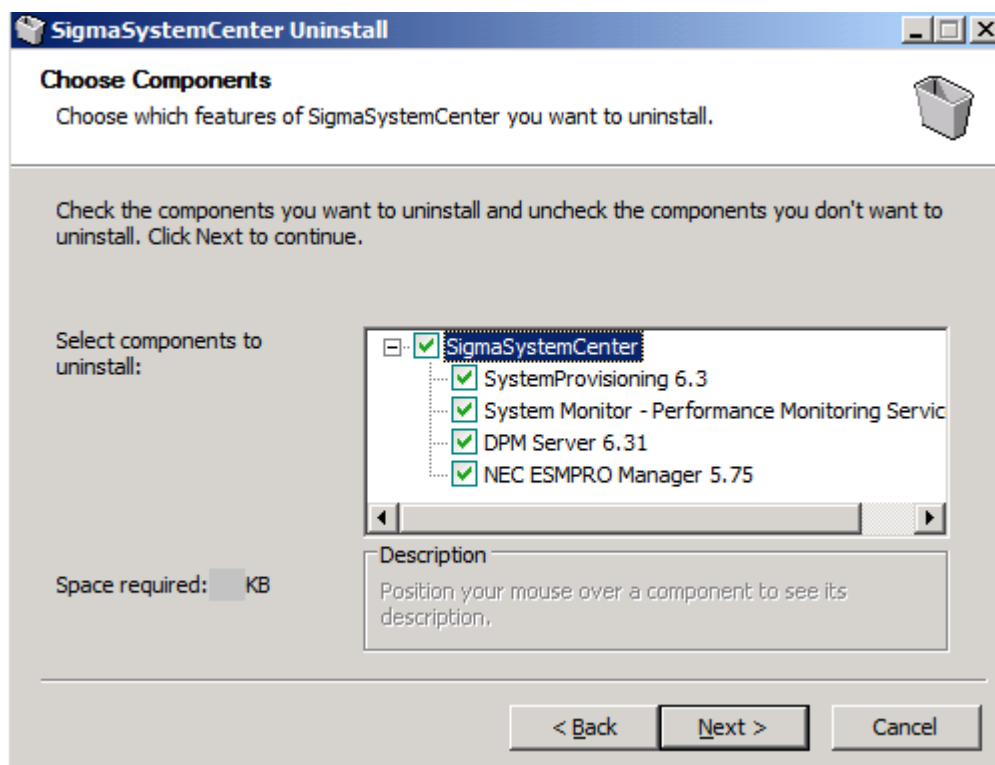 SigmaSystemCenter Uninstall
Choose Components
Choose which features of SigmaSystemCenter you want to uninstall.
Check the components you want to uninstall and uncheck the components you don't want to
uninstall. Click Next to continue.
Select components to
uninstall:
SigmaSystemCenter
SystemProvisioning 6.3
System Monitor - Performance Monitoring Servic
DPM Server 6.31
NEC ESMPRO Manager 5.75
Space required: KB
Description
Position your mouse over a component to see its
description.
< Back
Next >
Cancel